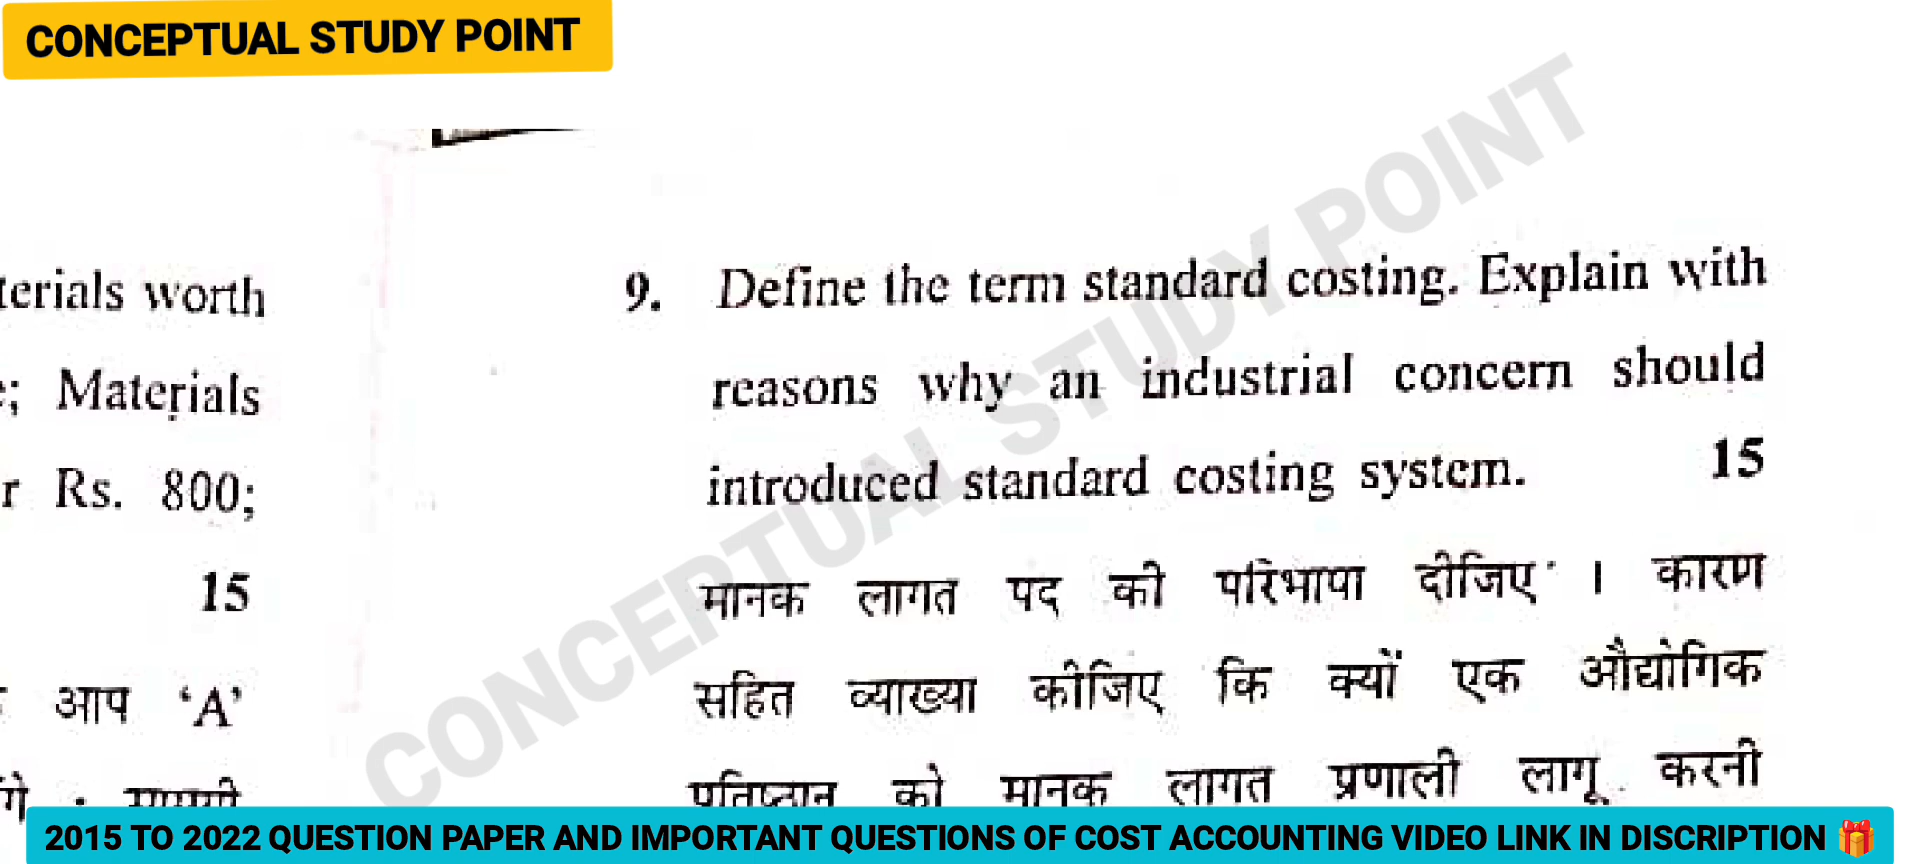 CONCEPTUAL STUDY POINT
terials worth
; Materials
r Rs. 800;
15
आप ‘A’
9. Define the term standard costing. Explain with
reasons why an industrial concern should
introduced standard costing system. 15
मानक लागत पद की परिभाषा दीजिए । कारण
सहित व्याख्या कीजिए कि क्यों एक औद्योगिक
प्रतिष्ठान को मानक लागत प्रणाली लागू करनी
CONCEPTUAL STUDY POINT
2015 TO 2022 QUESTION PAPER AND IMPORTANT QUESTIONS OF COST ACCOUNTING VIDEO LINK IN DISCRIPTION